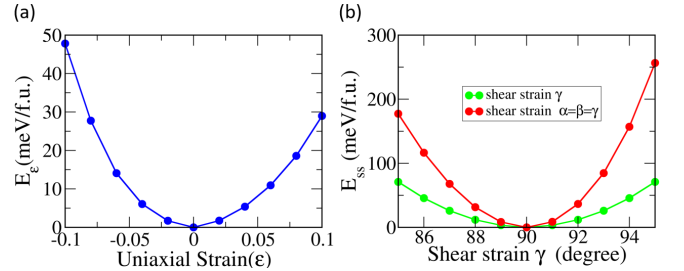 (a)
50
40
30
20
10
0
E_ε(meV/f.u.)
-0.1
-0.05
0
0.05
0.1
Uniaxial Strain(ε)
(b)
300
200
100
0
E_ss (meV/f.u.)
shear strain γ
shear strain α=β=γ
86
88
90
92
94
Shear strain γ (degree)